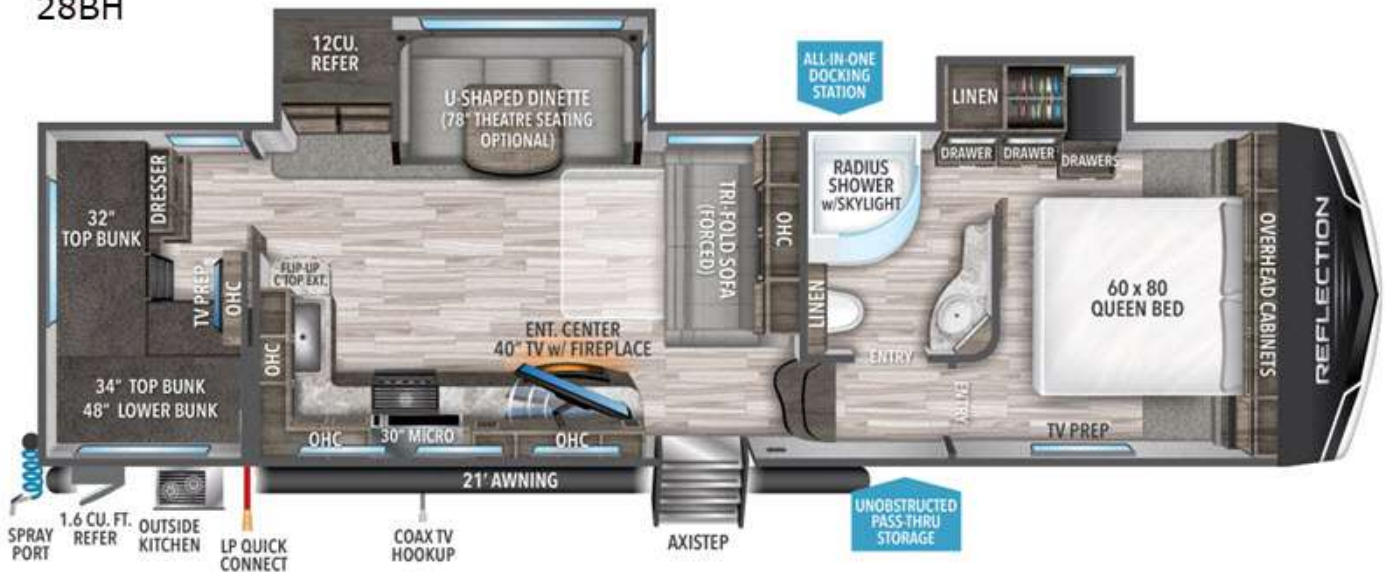 28BH
12CU.
REFER
U-SHAPED DINETTE
(78" THEATRE SEATING
OPTIONAL)
ALL-IN-ONE
DOCKING
STATION
LINEN
DRAWER
DRAWER
DRAWERS
32"
TOP BUNK
DRESSER
TV PREP
OHC
FLIP-UP
C'TOP EXT.
TRI-FOLD SOFA
(FORCED)
OHC
RADIUS
SHOWER
w/SKYLIGHT
LINEN
60 x 80
QUEEN BED
OVERHEAD CABINETS
REFLECTION
ENT. CENTER
40" TV w/ FIREPLACE
ENTRY
ENTRY
34" TOP BUNK
48" LOWER BUNK
OHC
OHC
30" MICRO
OHC
TV PREP
21' AWNING
SPRAY
PORT
1.6 CU. FT.
REFER
OUTSIDE
KITCHEN
LP QUICK
CONNECT
COAX TV
HOOKUP
AXISTEP
UNOBSTRUCTED
PASS-THRU
STORAGE